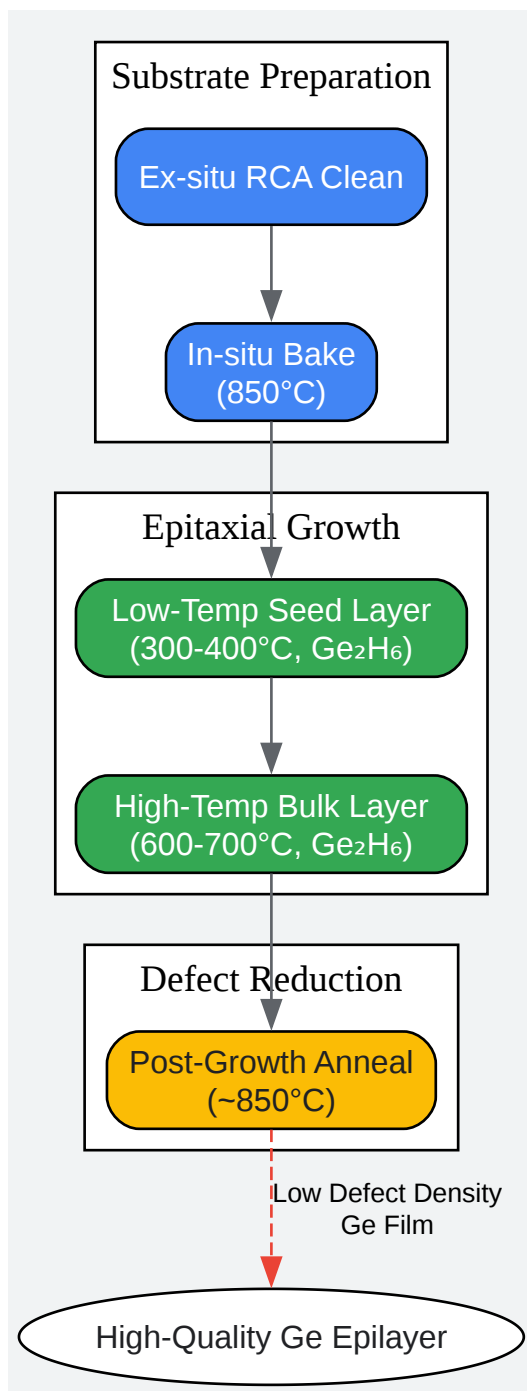 Substrate Preparation
Ex-situ RCA Clean
In-situ Bake
(850°C)
Epitaxial Growth
Low-Temp Seed Layer
(300-400°C, Ge₂H₆)
High-Temp Bulk Layer
(600-700°C, Ge₂H₆)
Defect Reduction
Post-Growth Anneal
(~850°C)
Low Defect Density
Ge Film
High-Quality Ge Epilayer